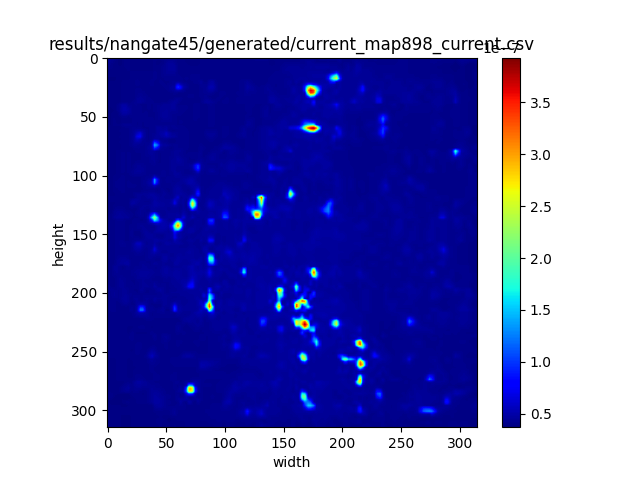 results/nangate45/generated/current_map898_current.csv
1e−7
0
50
100
150
200
250
300
height
0 50 100 150 200 250 300
width
3.5
3.0
2.5
2.0
1.5
1.0
0.5